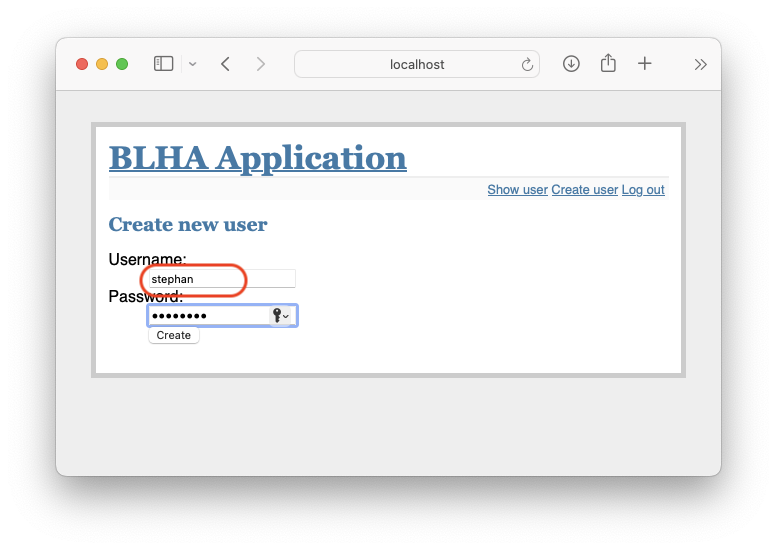 localhost
BLHA Application
Show user Create user Log out
Create new user
Username:
stephan
Password:
••••••••
Create